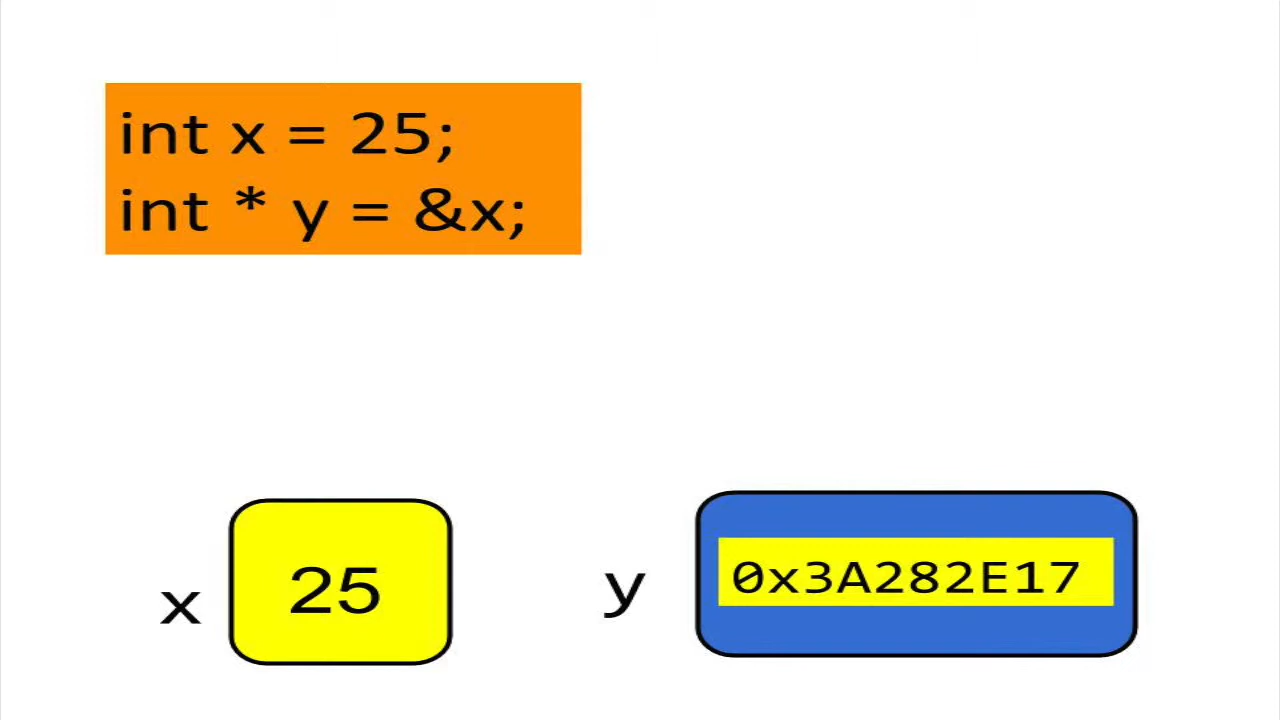 int x = 25;
int * y = &x;
x
25
y
0x3A282E17